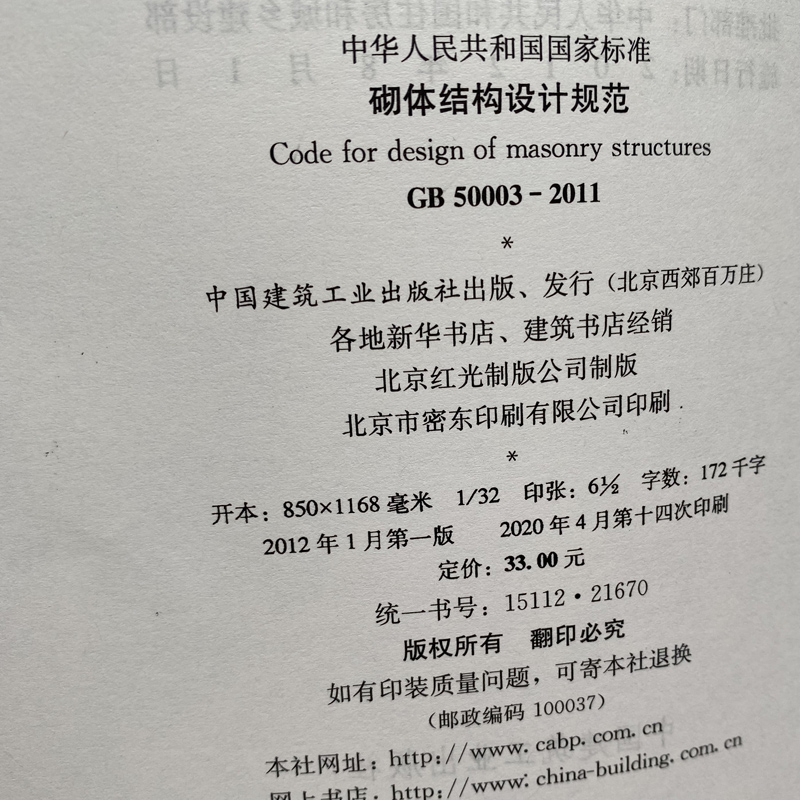 中华人民共和国国家标准
砌体结构设计规范
Code for design of masonry structures
GB 50003－2011
*
中国建筑工业出版社出版、发行（北京西郊百万庄）
各地新华书店、建筑书店经销
北京红光制版公司制版
北京市密东印刷有限公司印刷
*
开本：850×1168 毫米 1/32 印张：6½ 字数：172 千字
2012 年 1 月第一版 2020 年 4 月第十四次印刷
定价：33.00 元
统一书号：15112・21670
版权所有 翻印必究
如有印装质量问题，可寄本社退换
（邮政编码 100037）
本社网址：http://www.cabp.com.cn
网上书店：http://www.china-building.com.cn